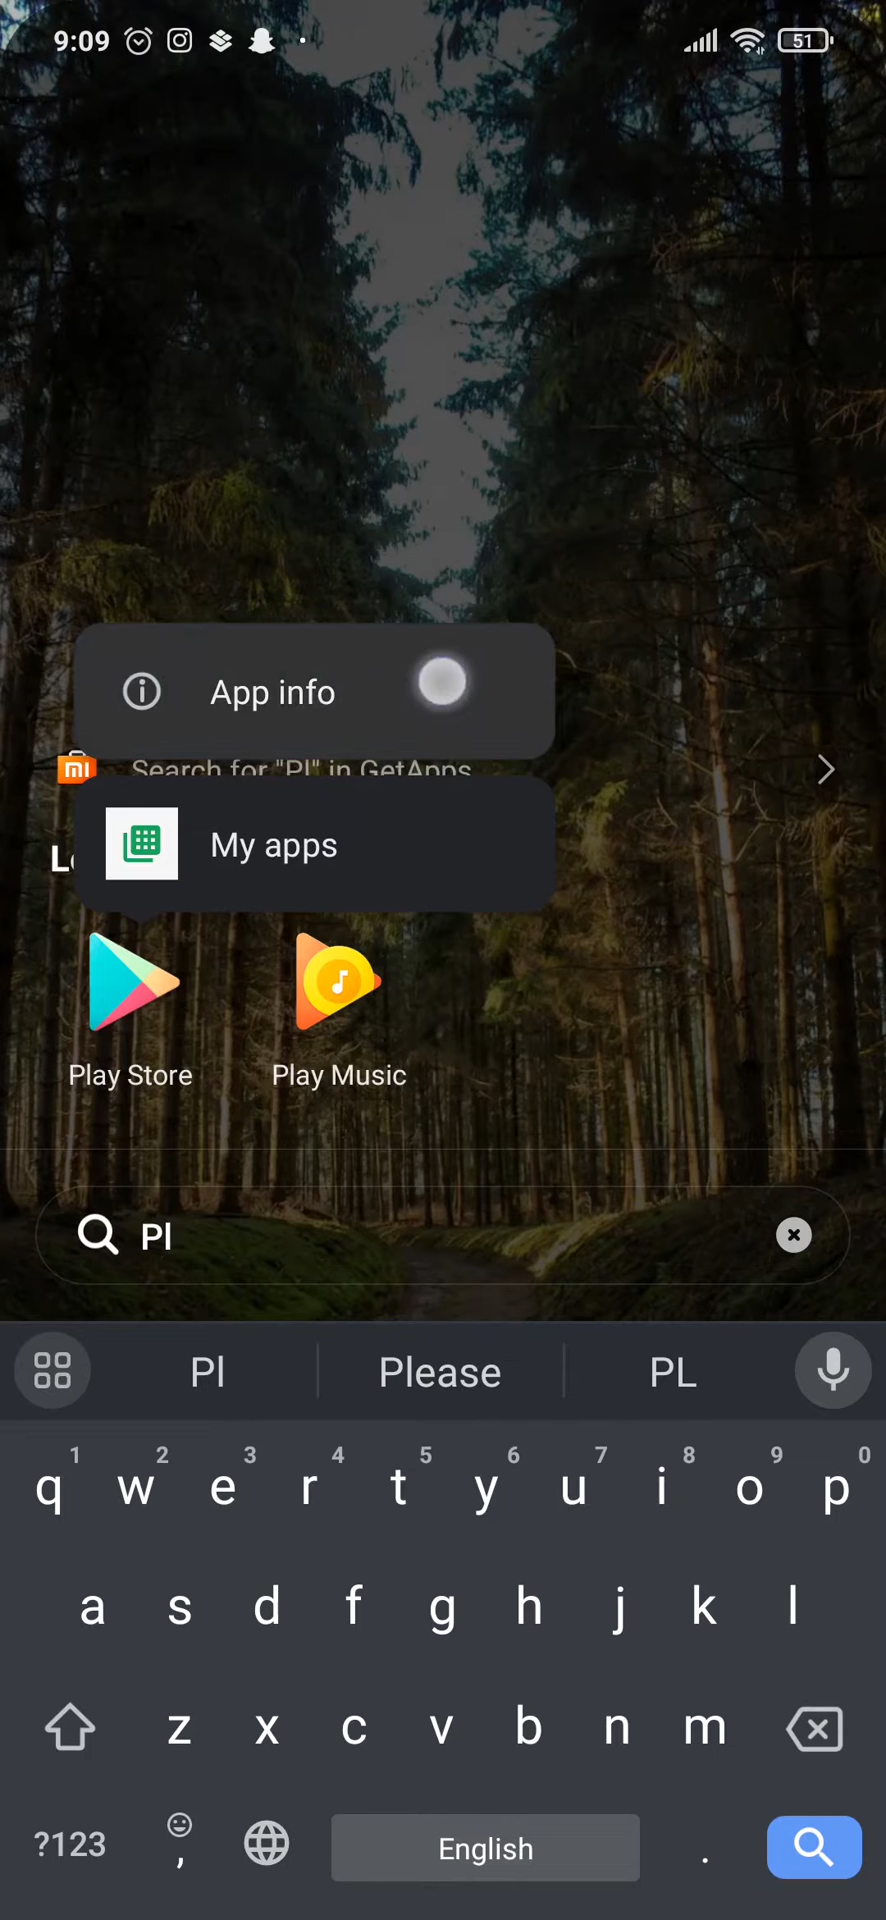 9:09
51
App info
Search for "Pl" in GetApps
My apps
Play Store
Play Music
Pl
Pl Please PL
1 2 3 4 5 6 7 8 9 0
q w e r t y u i o p
a s d f g h j k l
z x c v b n m
?123 , English .